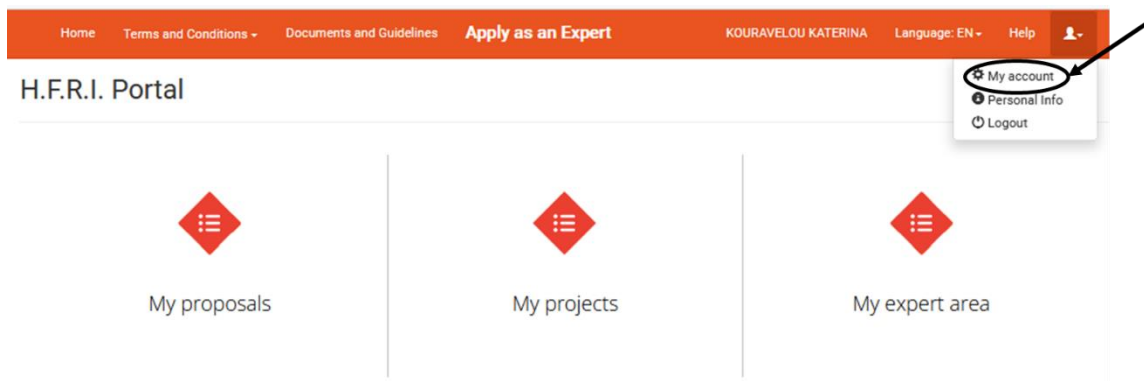 Home Terms and Conditions Documents and Guidelines Apply as an Expert KOURAVELOU KATERINA Language: EN Help
My account
Personal Info
Logout
H.F.R.I. Portal
My proposals My projects My expert area